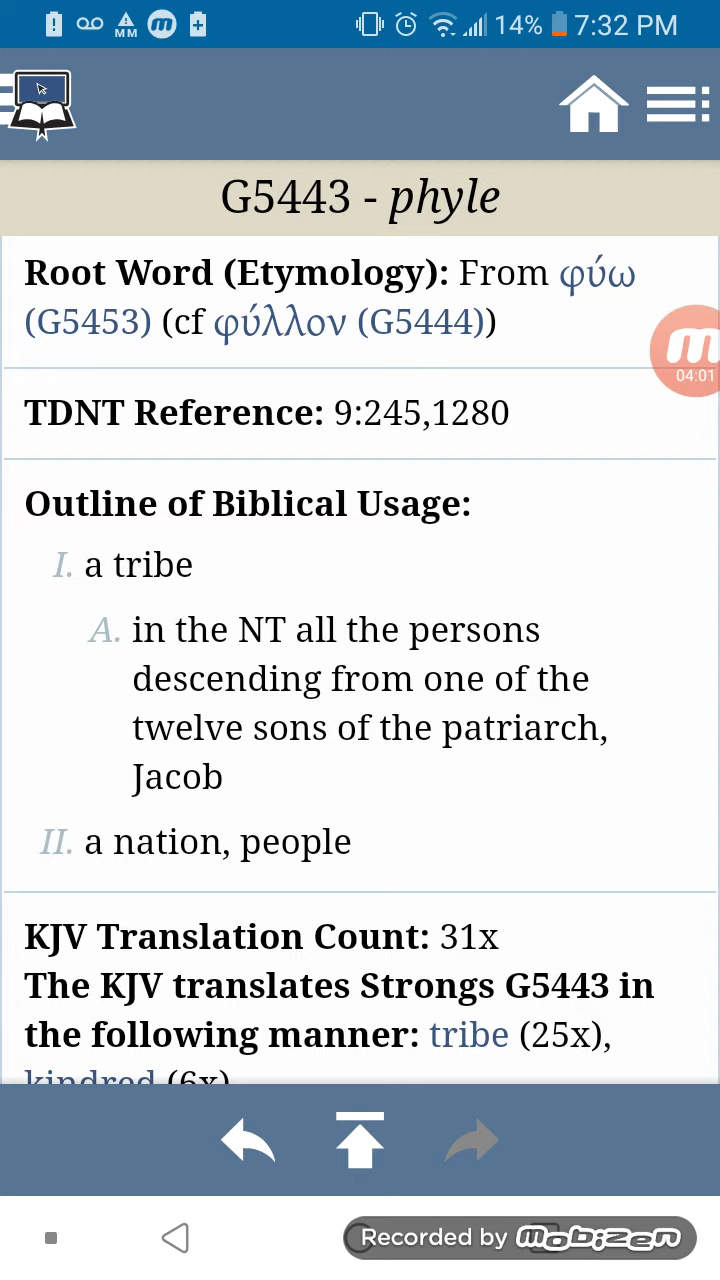 MM
m
14% 7:32 PM
G5443 - phyle
Root Word (Etymology): From φύω
(G5453) (cf φύλλον (G5444))
m
04:01
TDNT Reference: 9:245,1280
Outline of Biblical Usage:
I. a tribe
A. in the NT all the persons
descending from one of the
twelve sons of the patriarch,
Jacob
II. a nation, people
KJV Translation Count: 31x
The KJV translates Strongs G5443 in
the following manner: tribe (25x),
kindred (6x)
Recorded by mobizen